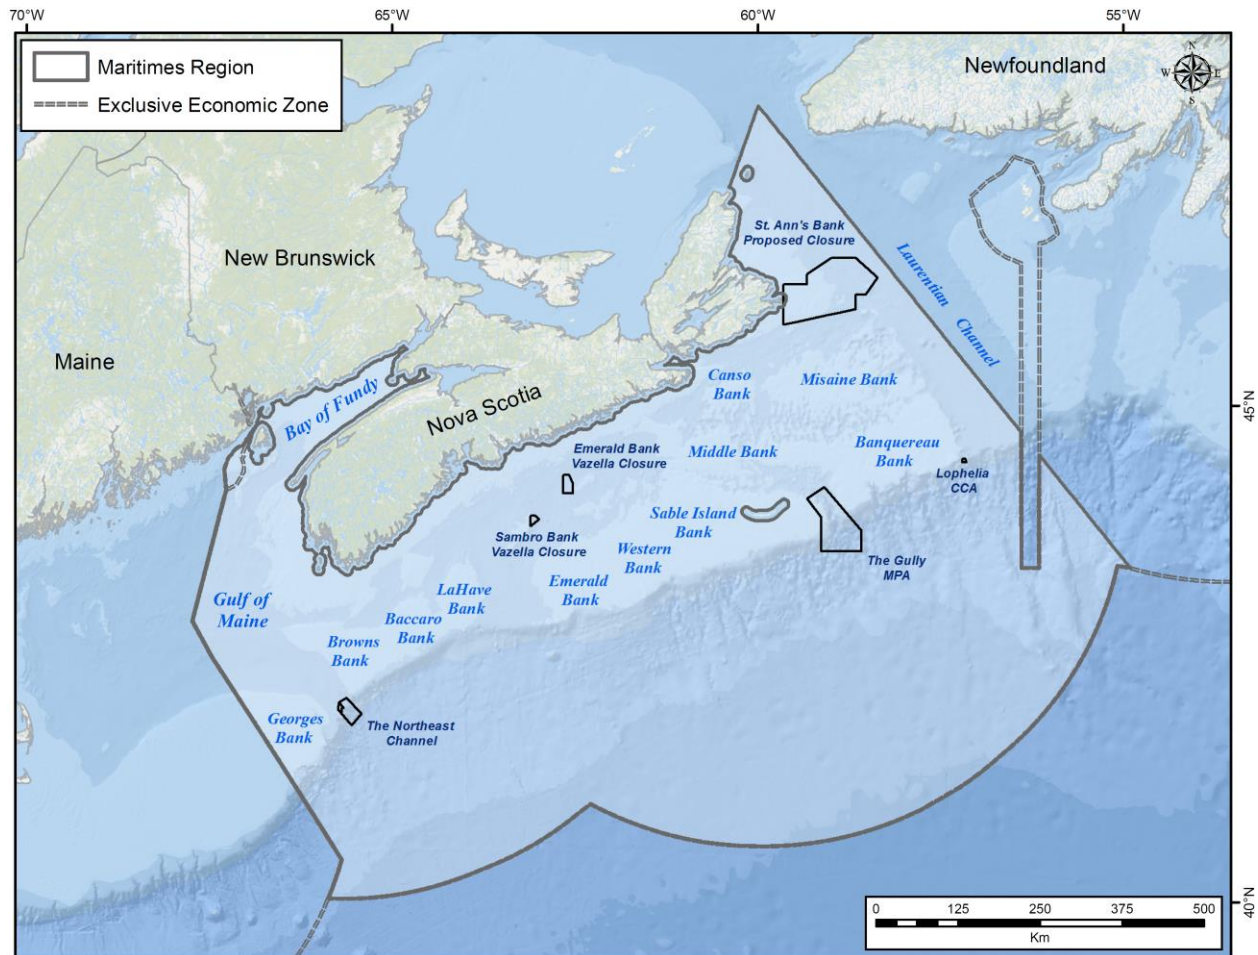 70°W
65°W
60°W
55°W
Maritimes Region
Exclusive Economic Zone
Newfoundland
N
W
E
S
St. Ann's Bank
Proposed Closure
New Brunswick
Laurentian Channel
Maine
Bay of Fundy
Nova Scotia
Canso
Bank
Misaine Bank
45°N
Emerald Bank
Vazella Closure
Middle Bank
Banquereau
Bank
Lophelia
CCA
Sable Island
Bank
Sambro Bank
Vazella Closure
Western
Bank
The Gully
MPA
Emerald
Bank
LaHave
Bank
Gulf of
Maine
Baccaro
Bank
Browns
Bank
Georges
Bank
The Northeast
Channel
40°N
0 125 250 375 500
Km